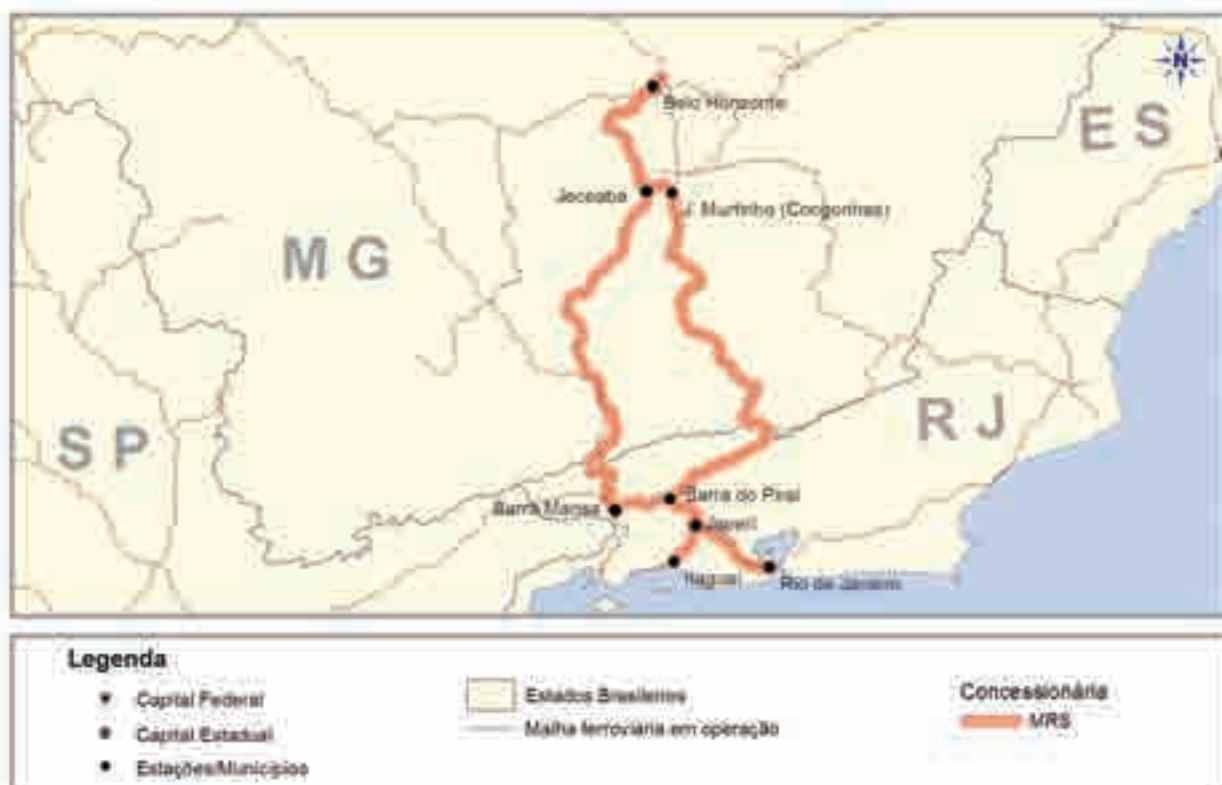 N
Belo Horizonte
E S
Jeceaba
J. Murtinho (Congonhas)
M G
R J
S P
Barra do Piraí
Barra Mansa
Japeri
Itaguaí
Rio de Janeiro
Legenda
Capital Federal
Capital Estadual
Estações/Municípios
Estados Brasileiros
Malha ferroviária em operação
Concessionária
MRS